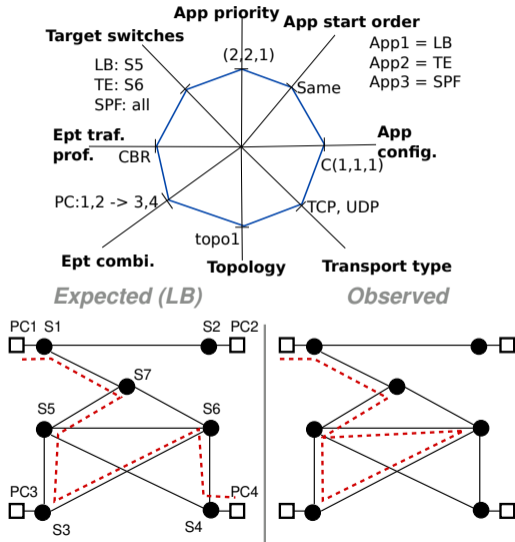 App priority
App start order
Target switches
(2,2,1)
App1 = LB
App2 = TE
App3 = SPF
LB: S5
TE: S6
SPF: all
Same
Ept traf.
prof.
CBR
App
config.
C(1,1,1)
PC:1,2 -> 3,4
TCP, UDP
topo1
Ept combi.
Topology
Transport type
Expected (LB)
Observed
PC1
S1
S2
PC2
S7
S5
S6
PC3
PC4
S3
S4